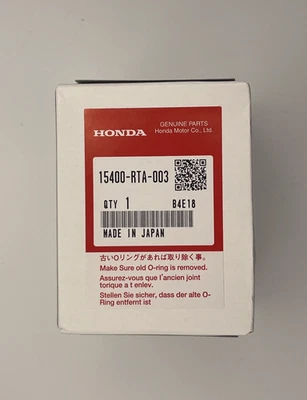 GENUINE PARTS
HONDA Honda Motor Co., Ltd.
15400-RTA-003
QTY 1 B4E18
MADE IN JAPAN
古いOリングがあれば取り除く事。
Make Sure old O-ring is removed.
Assurez-vous que l'ancien joint
torique a t enlev.
Stellen Sie sicher, dass der alte O-
Ring entfernt ist